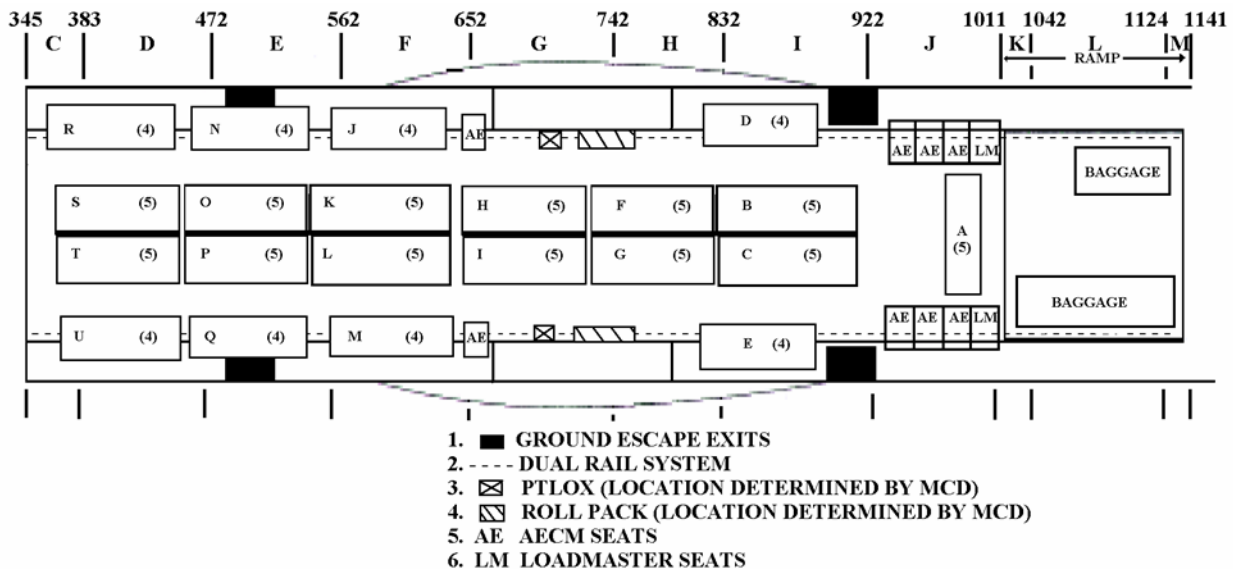 345 383 472 562 652 742 832 922 1011 1042 1124 1141
C D E F G H I J K L M
RAMP
R (4) N (4) J (4) AE D (4)
AE AE AE LM
BAGGAGE
S (5) O (5) K (5) H (5) F (5) B (5)
A
(5)
T (5) P (5) L (5) I (5) G (5) C (5)
BAGGAGE
AE AE AE LM
U (4) Q (4) M (4) AE E (4)
1. GROUND ESCAPE EXITS
2. DUAL RAIL SYSTEM
3. PTLOX (LOCATION DETERMINED BY MCD)
4. ROLL PACK (LOCATION DETERMINED BY MCD)
5. AE AECM SEATS
6. LM LOADMASTER SEATS